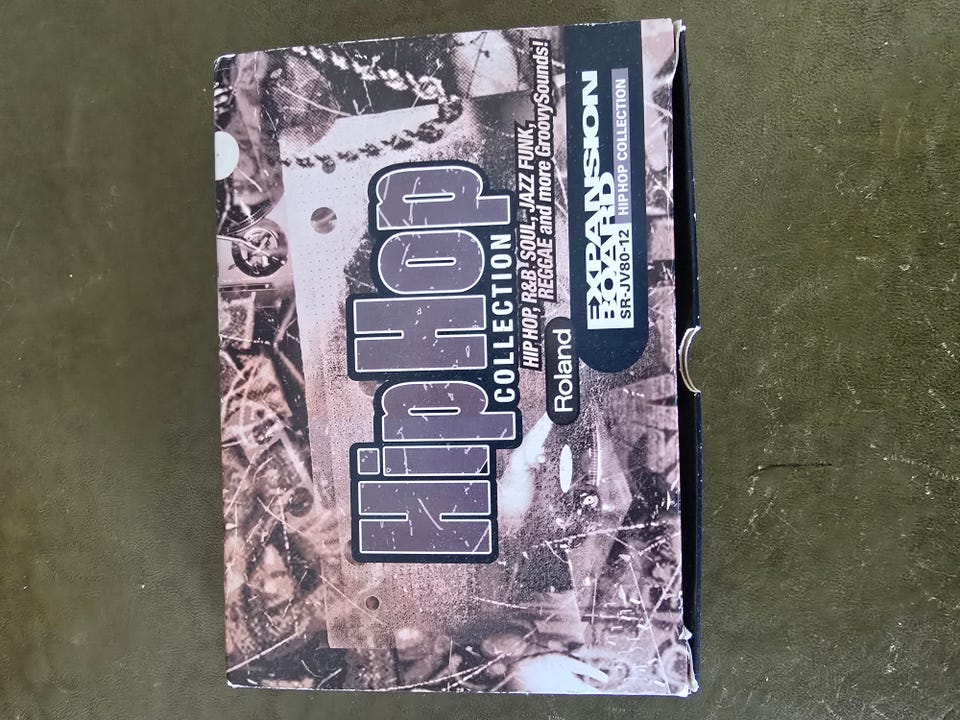 HipHop
COLLECTION
HIP HOP, R&B, SOUL, JAZZ FUNK,
REGGAE and more GroovySounds!
Roland
EXPANSION
BOARD
SR-JV80-12 HIP HOP COLLECTION